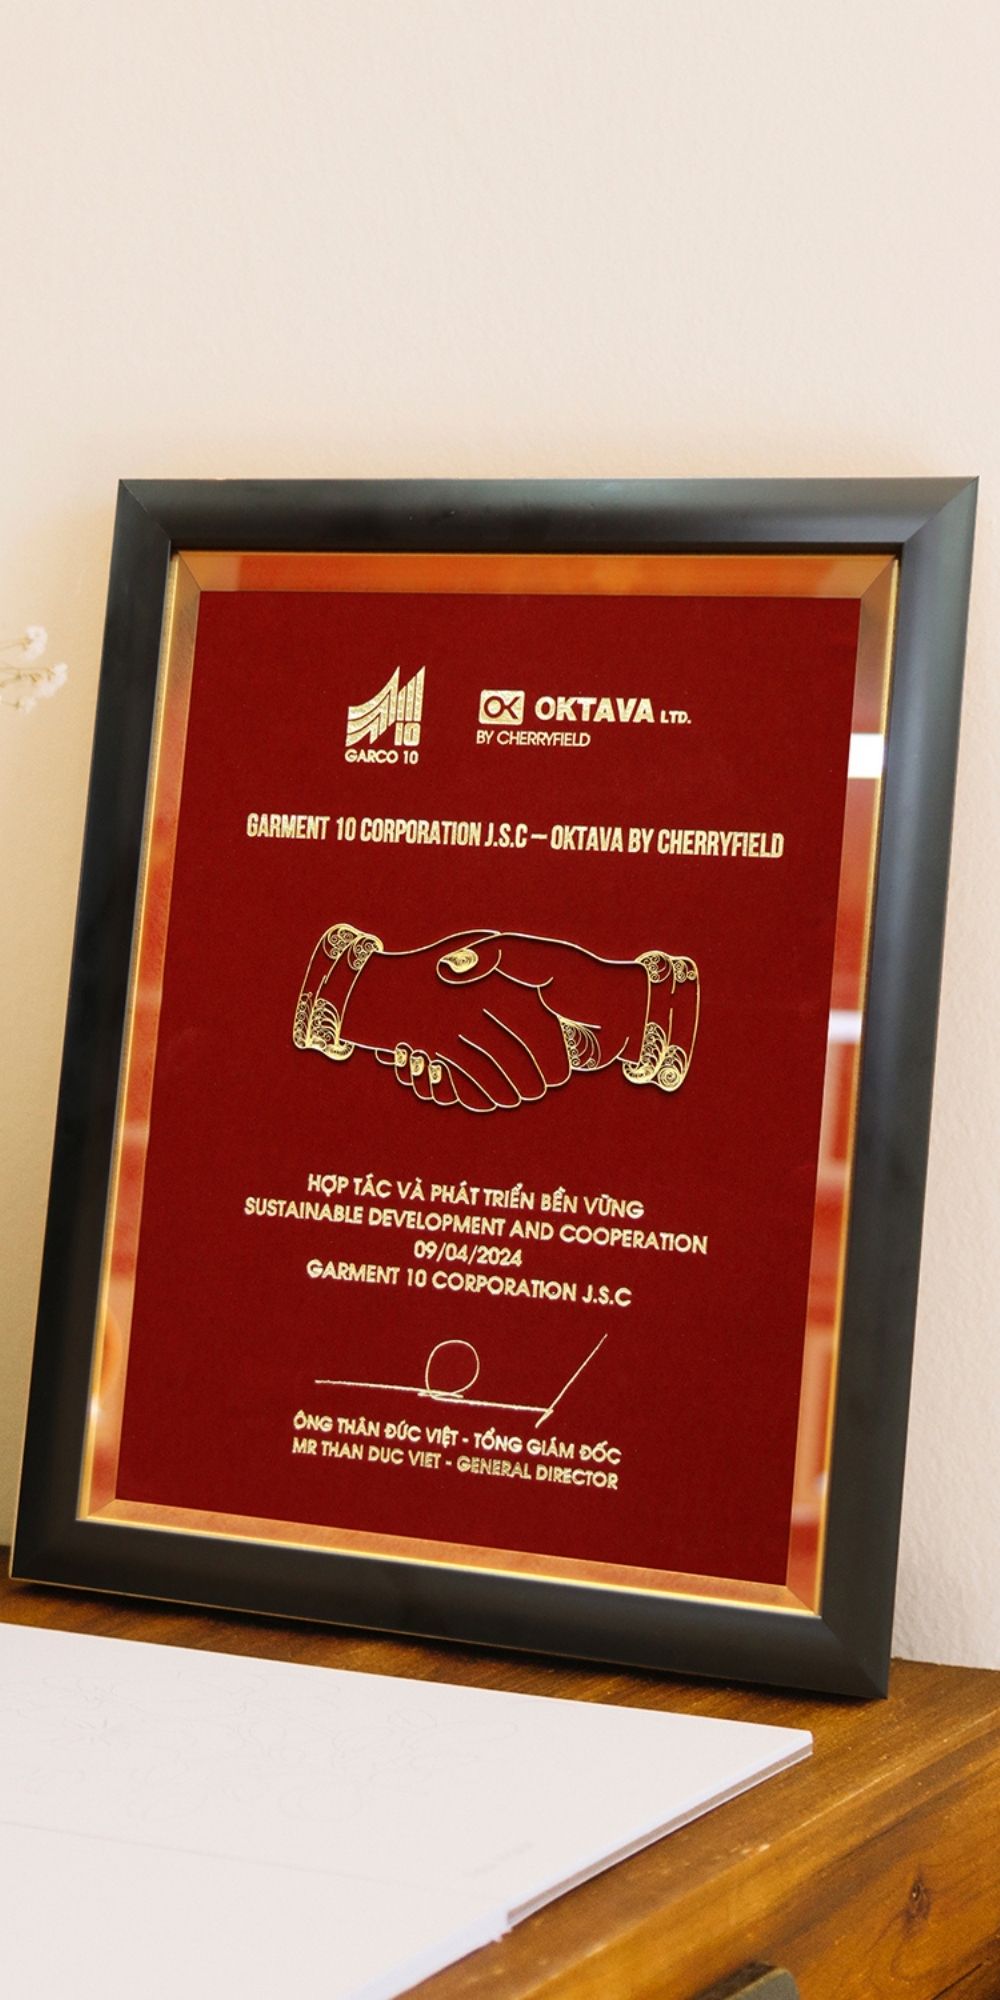 10
GARCO 10
OK OKTAVA LTD.
BY CHERRYFIELD
GARMENT 10 CORPORATION J.S.C – OKTAVA BY CHERRYFIELD
HỢP TÁC VÀ PHÁT TRIỂN BỀN VỮNG
SUSTAINABLE DEVELOPMENT AND COOPERATION
09/04/2024
GARMENT 10 CORPORATION J.S.C
ÔNG THÂN ĐỨC VIỆT - TỔNG GIÁM ĐỐC
MR THAN DUC VIET - GENERAL DIRECTOR